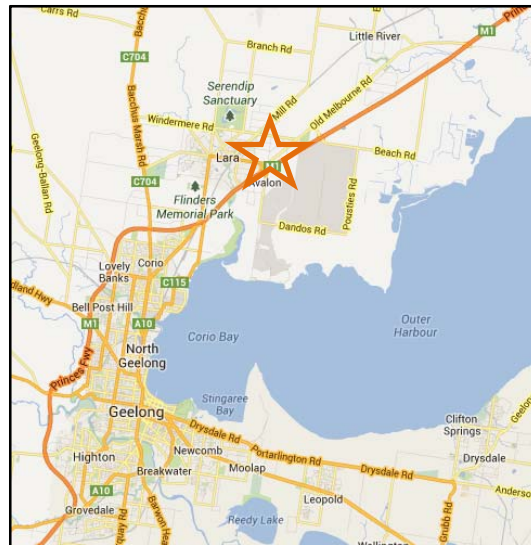 Carrs Rd
C704
Bacchus Marsh Rd
Branch Rd
Little River
M1
Serendip
Sanctuary
Mill Rd
Old Melbourne Rd
Windermere Rd
Beach Rd
Lara
M1
Avalon
Geelong-Ballan Rd
C704
Flinders
Memorial Park
Pousties Rd
Dandos Rd
Lovely
Banks
Corio
C115
Bell Post Hill
M1
A10
Corio Bay
Outer
Harbour
Princes Fwy
North
Geelong
Stingaree
Bay
Geelong
Clifton
Springs
Drysdale Rd
Portarlington Rd
Newcomb
Drysdale
Highton
Breakwater
Moolap
Drysdale Rd
A10
Leopold
Grubb Rd
Grovedale
Reedy Lake